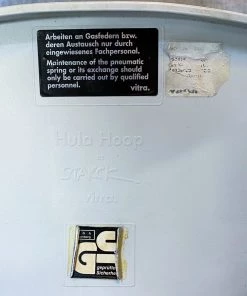 Arbeiten an Gasfedern bzw.
deren Austausch nur durch
eingewiesenes Fachpersonal.
Maintenance of the pneumatic
spring or its exchange should
only be carried out by qualified
personnel.
vitra.
Hula Hoop
STARCK
vitra.
GS
geprüfte
Sicherheit